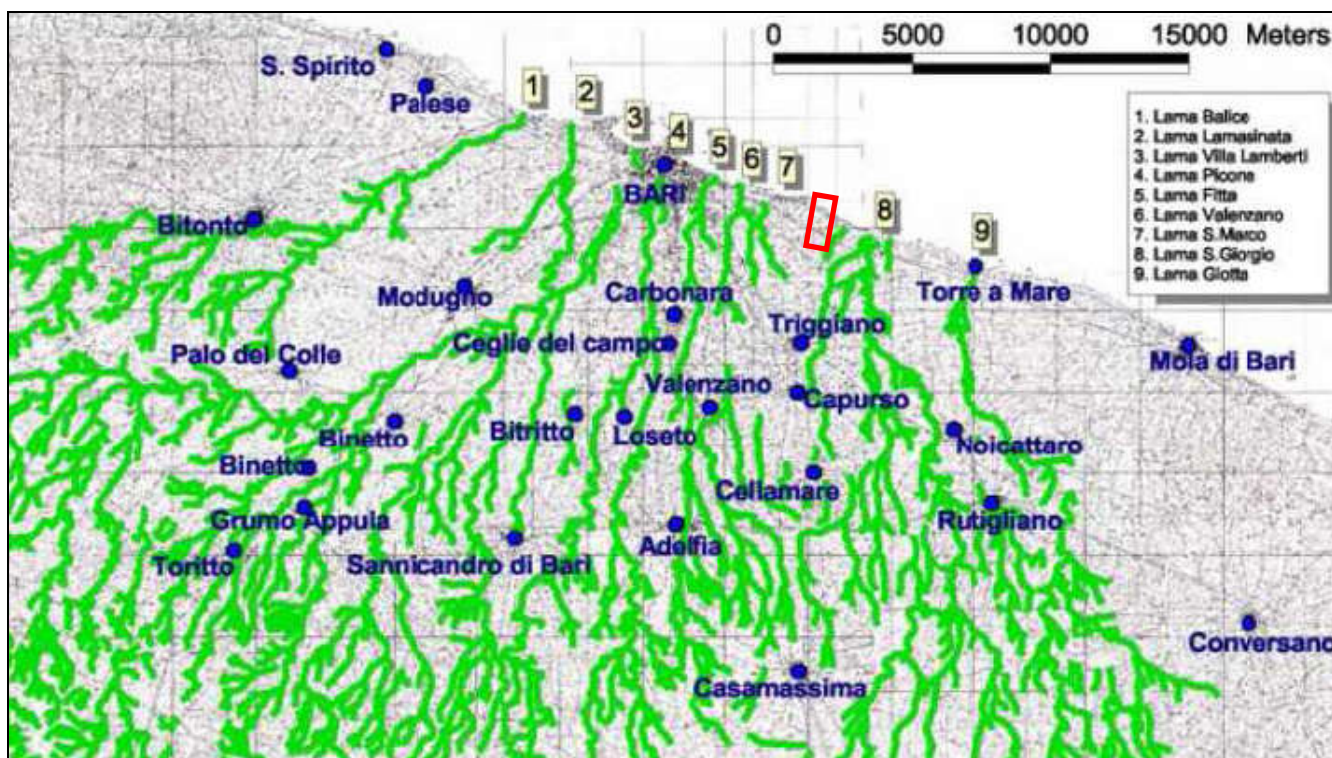 0 5000 10000 15000 Meters
S. Spirito
Palese
1
2
3
4
5
6
7
8
9
1. Lama Balice
2. Lama Lamasinata
3. Lama Villa Lamberti
4. Lama Picone
5. Lama Fitta
6. Lama Valenzano
7. Lama S.Marco
8. Lama S.Giorgio
9. Lama Giotta
BARI
Bitonto
Modugno
Carbonara
Torre a Mare
Triggiano
Ceglie del campo
Palo del Colle
Mola di Bari
Valenzano
Capurso
Binetto
Bitritto
Loseto
Noicattaro
Binetto
Cellamare
Grumo Appula
Rutigliano
Adelfia
Toritto
Sannicandro di Bari
Conversano
Casamassima